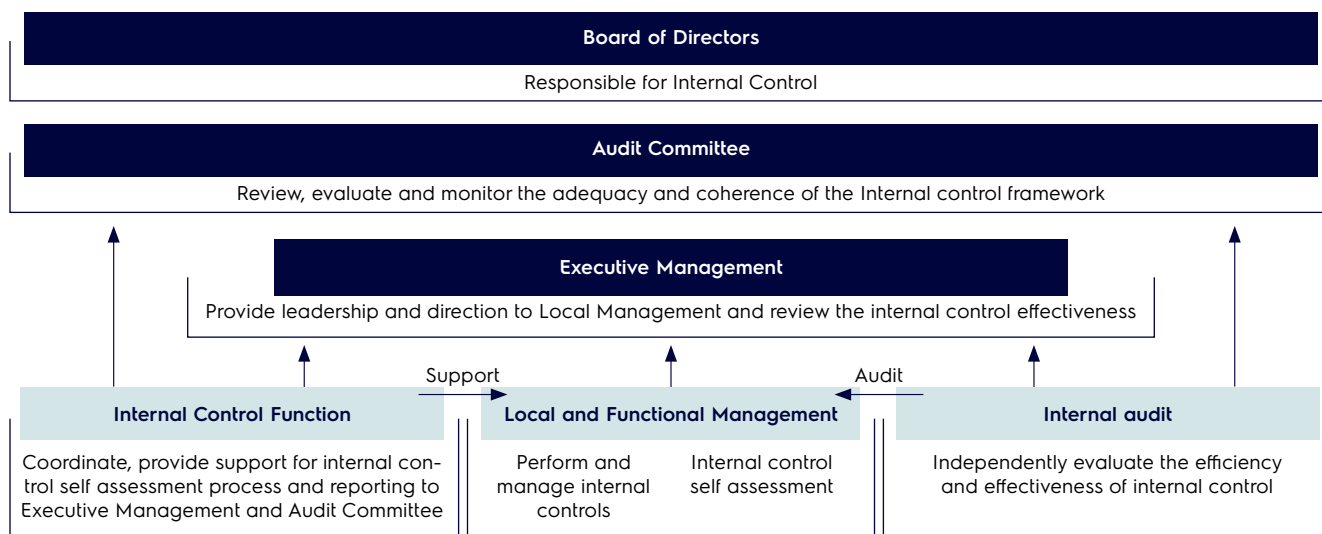 Board of Directors
Responsible for Internal Control
Audit Committee
Review, evaluate and monitor the adequacy and coherence of the Internal control framework
Executive Management
Provide leadership and direction to Local Management and review the internal control effectiveness
Support
Audit
Internal Control Function
Coordinate, provide support for internal con-
trol self assessment process and reporting to
Executive Management and Audit Committee
Local and Functional Management
Perform and
manage internal
controls
Internal control
self assessment
Internal audit
Independently evaluate the efficiency
and effectiveness of internal control